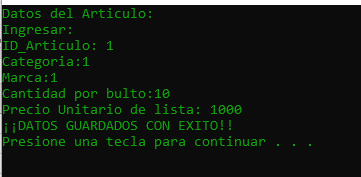 Datos del Articulo:
Ingresar:
ID_Articulo: 1
Categoria:1
Marca:1
Cantidad por bulto:10
Precio Unitario de lista: 1000
¡¡DATOS GUARDADOS CON EXITO!!
Presione una tecla para continuar . . .